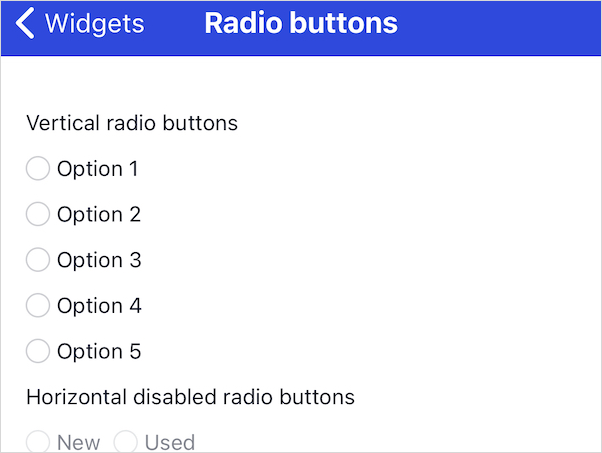 Widgets Radio buttons
Vertical radio buttons
Option 1
Option 2
Option 3
Option 4
Option 5
Horizontal disabled radio buttons
New Used